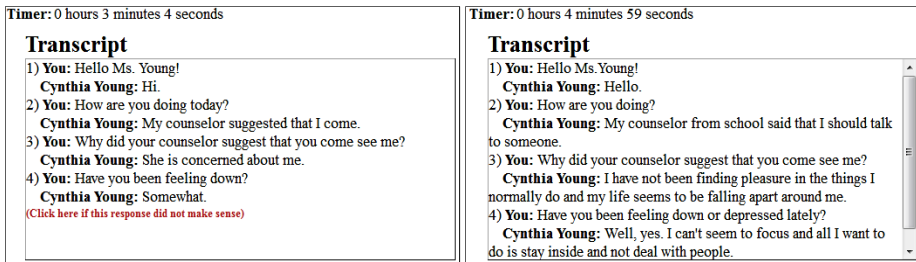 Timer: 0 hours 3 minutes 4 seconds
Transcript
1) You: Hello Ms. Young!
Cynthia Young: Hi.
2) You: How are you doing today?
Cynthia Young: My counselor suggested that I come.
3) You: Why did your counselor suggest that you come see me?
Cynthia Young: She is concerned about me.
4) You: Have you been feeling down?
Cynthia Young: Somewhat.
(Click here if this response did not make sense)
Timer: 0 hours 4 minutes 59 seconds
Transcript
1) You: Hello Ms.Young!
Cynthia Young: Hello.
2) You: How are you doing?
Cynthia Young: My counselor from school said that I should talk
to someone.
3) You: Why did your counselor suggest that you come see me?
Cynthia Young: I have not been finding pleasure in the things I
normally do and my life seems to be falling apart around me.
4) You: Have you been feeling down or depressed lately?
Cynthia Young: Well, yes. I can't seem to focus and all I want to
do is stay inside and not deal with people.